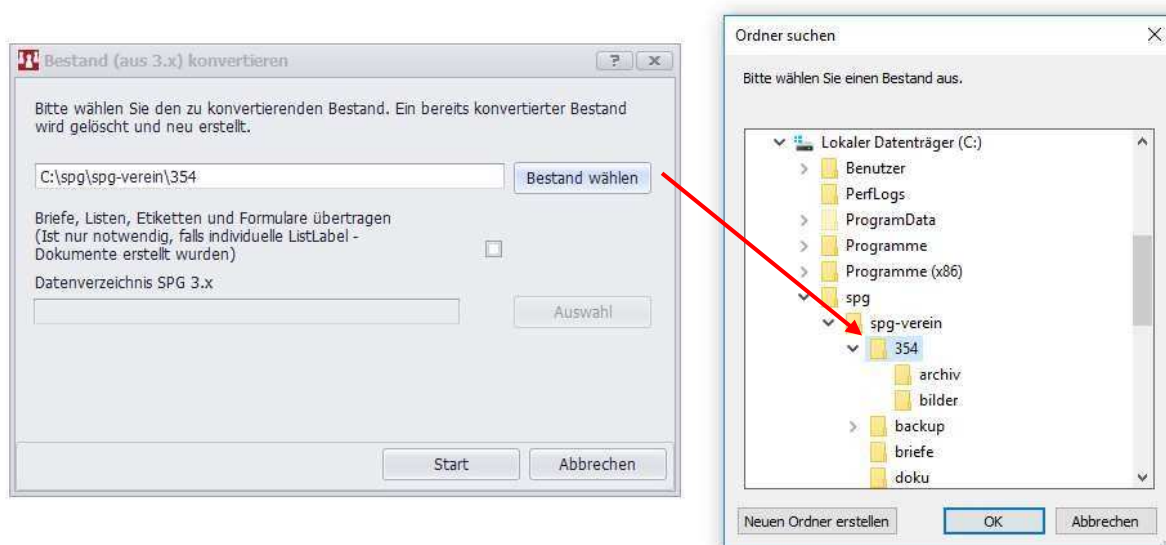 Bestand (aus 3.x) konvertieren
Bitte wählen Sie den zu konvertierenden Bestand. Ein bereits konvertierter Bestand
wird gelöscht und neu erstellt.
C:\spg\spg-verein\354
Bestand wählen
Briefe, Listen, Etiketten und Formulare übertragen
(Ist nur notwendig, falls individuelle ListLabel -
Dokumente erstellt wurden)
Datenverzeichnis SPG 3.x
Auswahl
Start
Abbrechen
Ordner suchen
Bitte wählen Sie einen Bestand aus.
Lokaler Datenträger (C:)
Benutzer
PerfLogs
ProgramData
Programme
Programme (x86)
spg
spg-verein
354
archiv
bilder
backup
briefe
doku
Neuen Ordner erstellen
OK
Abbrechen